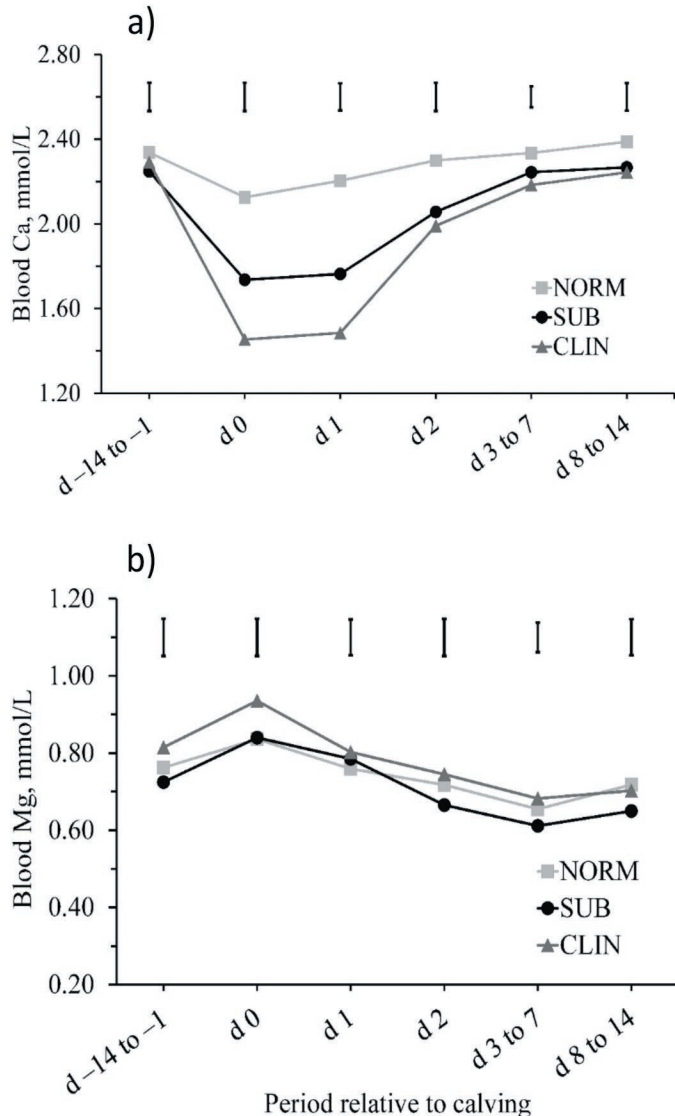 a)
2.80
2.40
2.00
1.60
1.20
Blood Ca, mmol/L
NORM
SUB
CLIN
d –14 to –1
d 0
d 1
d 2
d 3 to 7
d 8 to 14
b)
1.20
1.00
0.80
0.60
0.40
0.20
Blood Mg, mmol/L
NORM
SUB
CLIN
d –14 to –1
d 0
d 1
d 2
d 3 to 7
d 8 to 14
Period relative to calving